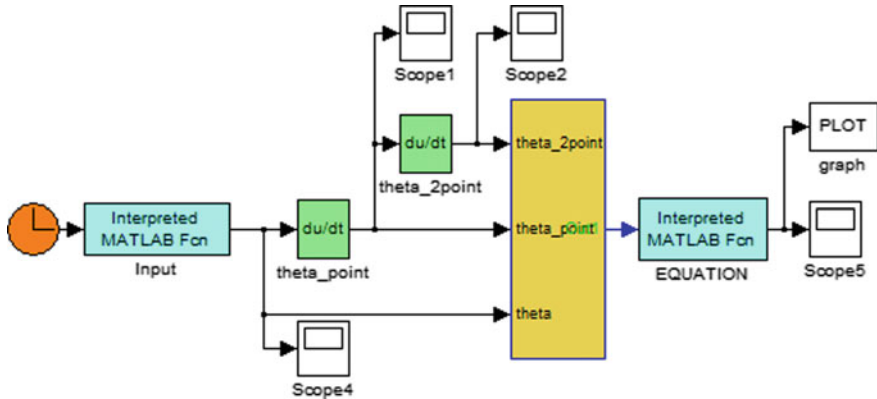 Scope1
Scope2
du/dt
theta_2point
theta_2point
PLOT
graph
Interpreted
MATLAB Fcn
Input
du/dt
theta_point
theta_point
Interpreted
MATLAB Fcn
EQUATION
Scope5
theta
Scope4